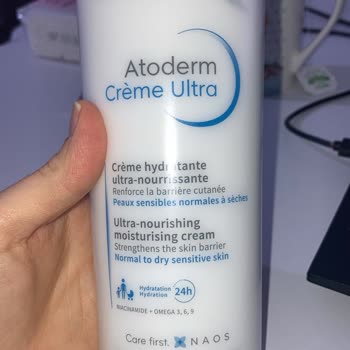 Atoderm
Crème Ultra
Crème hydratante
ultra-nourrissante
Renforce la barrière cutanée
Peaux sensibles normales à sèches
Ultra-nourishing
moisturising cream
Strengthens the skin barrier
Normal to dry sensitive skin
Hydratation
Hydration
24h
NIACINAMIDE + OMEGA 3, 6, 9
Care first.
NAOS